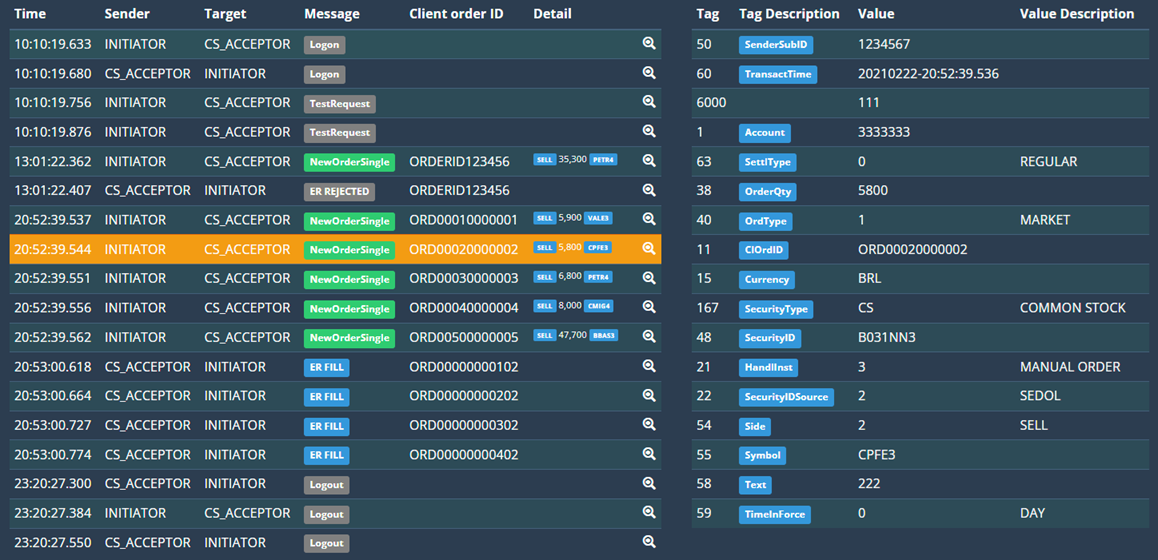 Time Sender Target Message Client order ID Detail
10:10:19.633 INITIATOR CS_ACCEPTOR Logon
10:10:19.680 CS_ACCEPTOR INITIATOR Logon
10:10:19.756 INITIATOR CS_ACCEPTOR TestRequest
10:10:19.876 INITIATOR CS_ACCEPTOR TestRequest
13:01:22.362 INITIATOR CS_ACCEPTOR NewOrderSingle ORDERID123456 SELL 35,300 PETR4
13:01:22.407 CS_ACCEPTOR INITIATOR ER REJECTED ORDERID123456
20:52:39.537 INITIATOR CS_ACCEPTOR NewOrderSingle ORD00010000001 SELL 5,900 VALE3
20:52:39.544 INITIATOR CS_ACCEPTOR NewOrderSingle ORD00020000002 SELL 5,800 CPFE3
20:52:39.551 INITIATOR CS_ACCEPTOR NewOrderSingle ORD00030000003 SELL 6,800 PETR4
20:52:39.556 INITIATOR CS_ACCEPTOR NewOrderSingle ORD00040000004 SELL 8,000 CMIG4
20:52:39.562 INITIATOR CS_ACCEPTOR NewOrderSingle ORD00500000005 SELL 47,700 BBAS3
20:53:00.618 CS_ACCEPTOR INITIATOR ER FILL ORD00000000102
20:53:00.664 CS_ACCEPTOR INITIATOR ER FILL ORD00000000202
20:53:00.727 CS_ACCEPTOR INITIATOR ER FILL ORD00000000302
20:53:00.774 CS_ACCEPTOR INITIATOR ER FILL ORD00000000402
23:20:27.300 CS_ACCEPTOR INITIATOR Logout
23:20:27.384 INITIATOR CS_ACCEPTOR Logout
23:20:27.550 INITIATOR CS_ACCEPTOR Logout
Tag Tag Description Value Value Description
50 SenderSubID 1234567
60 TransactTime 20210222-20:52:39.536
6000 111
1 Account 3333333
63 SettlType 0 REGULAR
38 OrderQty 5800
40 OrdType 1 MARKET
11 ClOrdID ORD00020000002
15 Currency BRL
167 SecurityType CS COMMON STOCK
48 SecurityID B031NN3
21 HandlInst 3 MANUAL ORDER
22 SecurityIDSource 2 SEDOL
54 Side 2 SELL
55 Symbol CPFE3
58 Text 222
59 TimeInForce 0 DAY